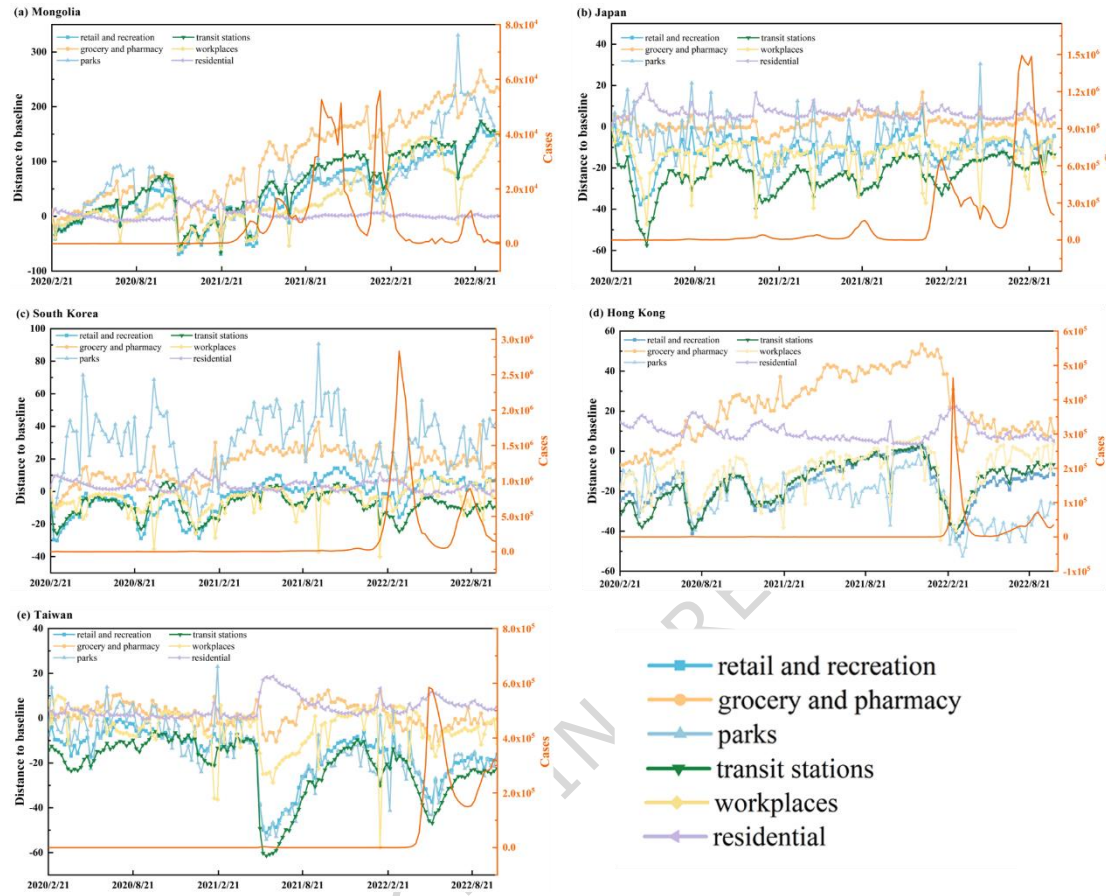 (a) Mongolia
retail and recreation
transit stations
grocery and pharmacy
workplaces
parks
residential
Distance to baseline
300
200
100
0
-100
8.0x10⁴
6.0x10⁴
4.0x10⁴
2.0x10⁴
0.0
Cases
2020/2/21 2020/8/21 2021/2/21 2021/8/21 2022/2/21 2022/8/21
(b) Japan
retail and recreation
transit stations
grocery and pharmacy
workplaces
parks
residential
Distance to baseline
40
20
0
-20
-40
-60
1.5x10⁶
1.2x10⁶
9.0x10⁵
6.0x10⁵
3.0x10⁵
0.0
2020/2/21 2020/8/21 2021/2/21 2021/8/21 2022/2/21 2022/8/21
(c) South Korea
retail and recreation
transit stations
grocery and pharmacy
workplaces
parks
residential
Distance to baseline
100
80
60
40
20
0
-20
-40
3.0x10⁶
2.5x10⁶
2.0x10⁶
1.5x10⁶
1.0x10⁶
5.0x10⁵
0.0
Cases
2020/2/21 2020/8/21 2021/2/21 2021/8/21 2022/2/21 2022/8/21
(d) Hong Kong
retail and recreation
transit stations
grocery and pharmacy
workplaces
parks
residential
Distance to baseline
60
40
20
0
-20
-40
-60
6x10⁵
5x10⁵
4x10⁵
3x10⁵
2x10⁵
1x10⁵
0
-1x10⁵
Cases
2020/2/21 2020/8/21 2021/2/21 2021/8/21 2022/2/21 2022/8/21
(e) Taiwan
retail and recreation
transit stations
grocery and pharmacy
workplaces
parks
residential
Distance to baseline
40
20
0
-20
-40
-60
8.0x10⁵
6.0x10⁵
4.0x10⁵
2.0x10⁵
0.0
Cases
2020/2/21 2020/8/21 2021/2/21 2021/8/21 2022/2/21 2022/8/21
retail and recreation
grocery and pharmacy
parks
transit stations
workplaces
residential